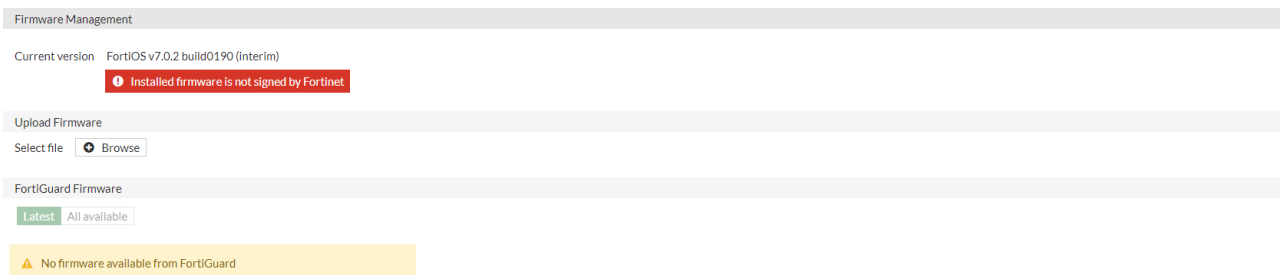 Firmware Management
Current version FortiOS v7.0.2 build0190 (interim)
Installed firmware is not signed by Fortinet
Upload Firmware
Select file Browse
FortiGuard Firmware
Latest All available
No firmware available from FortiGuard